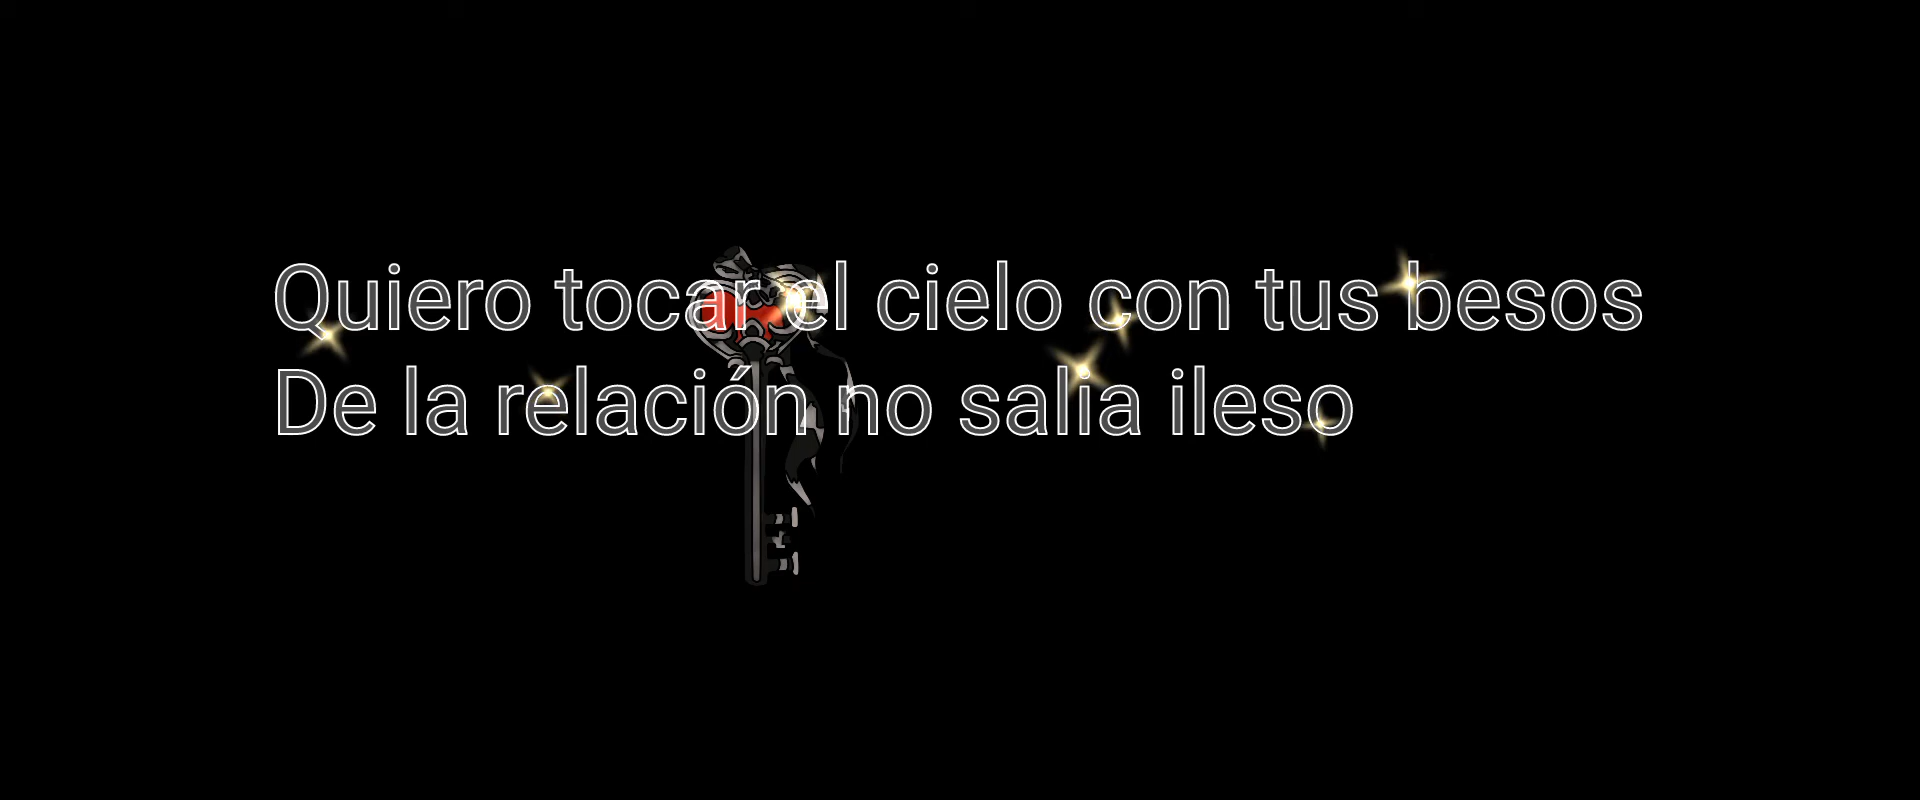 Quiero tocar el cielo con tus besos
De la relación no salia ileso